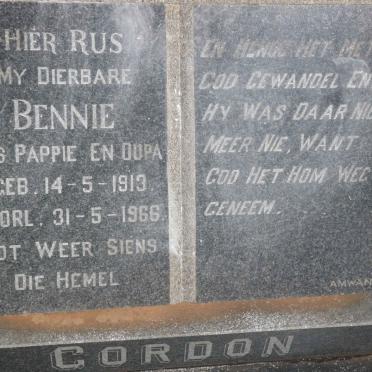 HIËR RUS
MY DIERBARE
BENNIE
PAPPIE EN OUPA
GEB. 14-5-1913.
OORL. 31-5-1966.
TOT WEER SIENS
DIE HEMEL
EN HENOG HET MET
GOD GEWANDEL EN
HY WAS DAAR NIE
MEER NIE, WANT
GOD HET HOM WEG
GENEEM.
AMWAN
GORDON